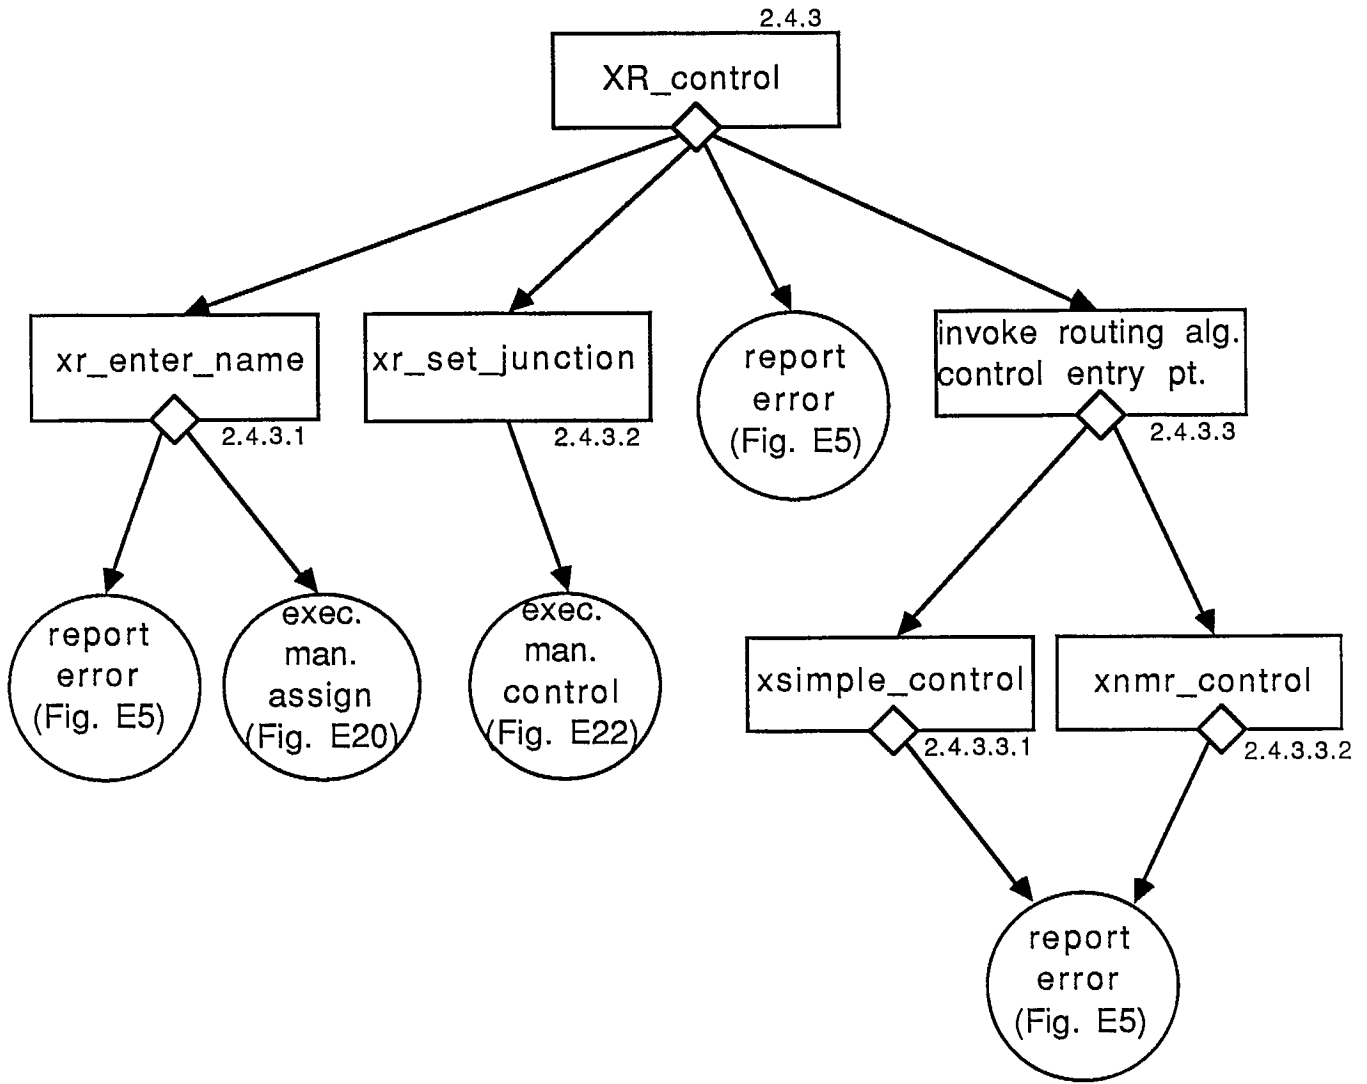 2.4.3
XR_control
xr_enter_name
2.4.3.1
xr_set_junction
2.4.3.2
report
error
(Fig. E5)
invoke routing alg.
control entry pt.
2.4.3.3
report
error
(Fig. E5)
exec.
man.
assign
(Fig. E20)
exec.
man.
control
(Fig. E22)
xsimple_control
2.4.3.3.1
xnmr_control
2.4.3.3.2
report
error
(Fig. E5)